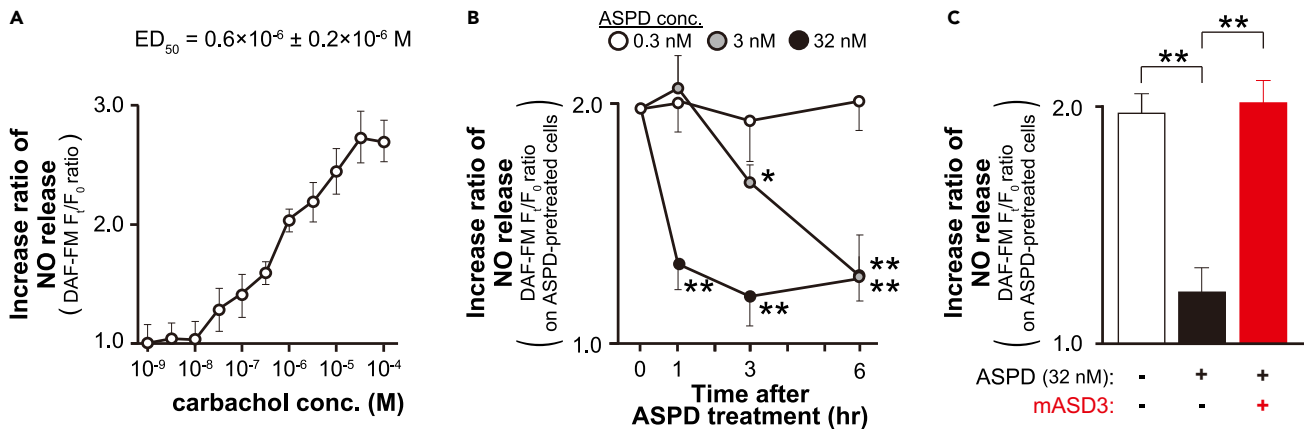 A
ED50 = 0.6×10-6 ± 0.2×10-6 M
Increase ratio of
NO release
( DAF-FM Ft/F0 ratio )
3.0
2.0
1.0
10-9 10-8 10-7 10-6 10-5 10-4
carbachol conc. (M)
B
ASPD conc.
0.3 nM 3 nM 32 nM
Increase ratio of
NO release
( DAF-FM Ft/F0 ratio
on ASPD-pretreated cells )
2.0
1.0
*
**
**
**
**
0 1 3 6
Time after
ASPD treatment (hr)
C
**
**
Increase ratio of
NO release
( DAF-FM Ft/F0 ratio
on ASPD-pretreated cells )
2.0
1.0
ASPD (32 nM): - + +
mASD3: - - +